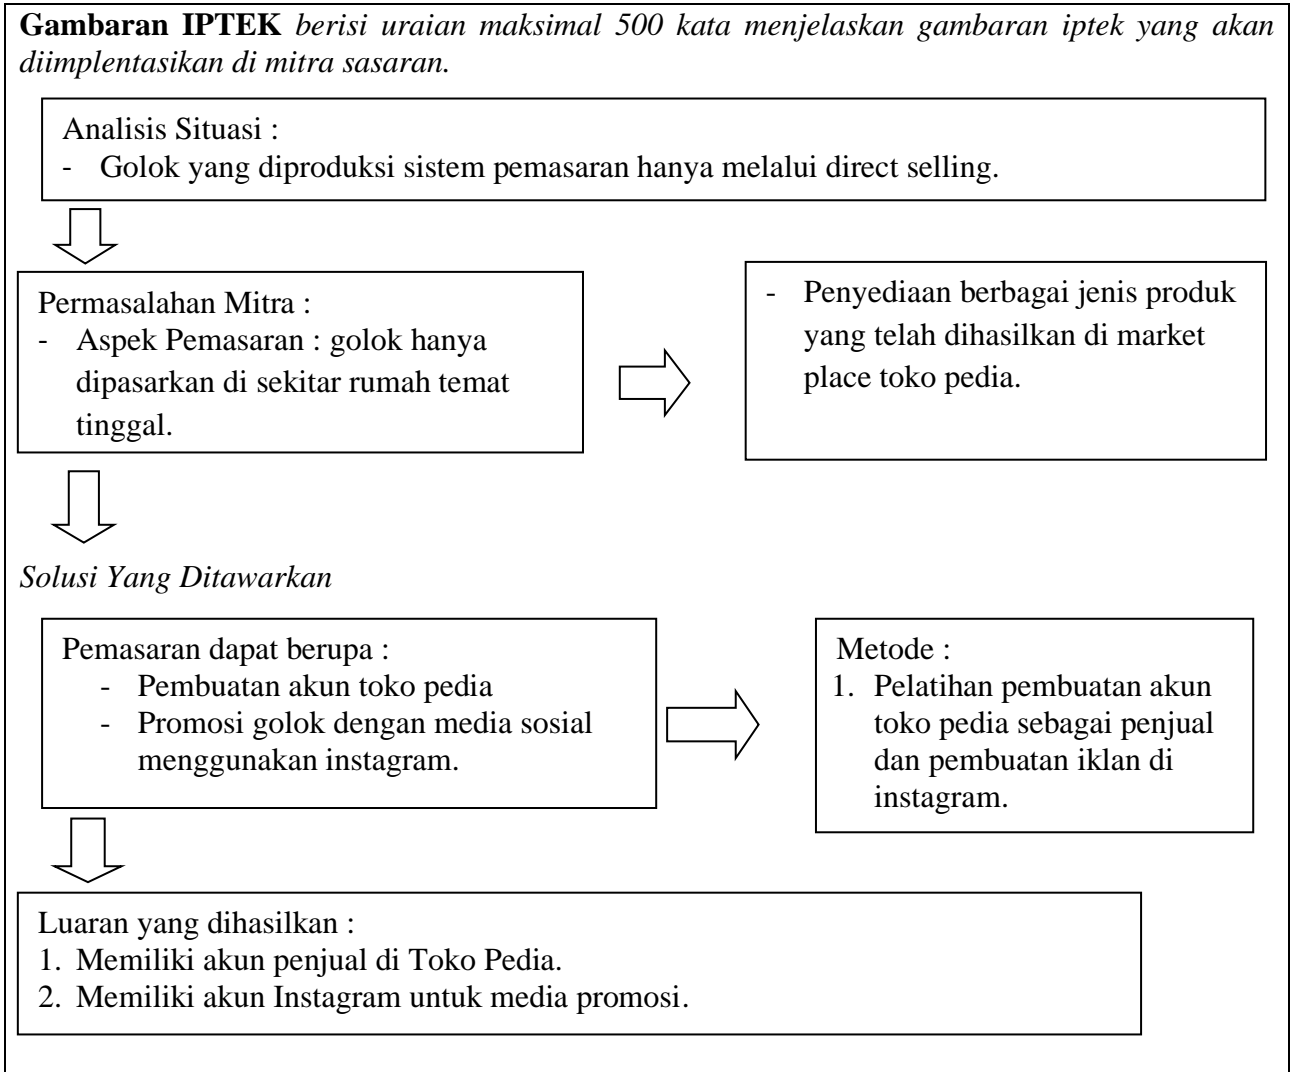 Gambaran IPTEK berisi uraian maksimal 500 kata menjelaskan gambaran iptek yang akan
diimplentasikan di mitra sasaran.
Analisis Situasi :
- Golok yang diproduksi sistem pemasaran hanya melalui direct selling.
Permasalahan Mitra :
- Aspek Pemasaran : golok hanya
dipasarkan di sekitar rumah temat
tinggal.
- Penyediaan berbagai jenis produk
yang telah dihasilkan di market
place toko pedia.
Solusi Yang Ditawarkan
Pemasaran dapat berupa :
- Pembuatan akun toko pedia
- Promosi golok dengan media sosial
menggunakan instagram.
Metode :
1. Pelatihan pembuatan akun
toko pedia sebagai penjual
dan pembuatan iklan di
instagram.
Luaran yang dihasilkan :
1. Memiliki akun penjual di Toko Pedia.
2. Memiliki akun Instagram untuk media promosi.